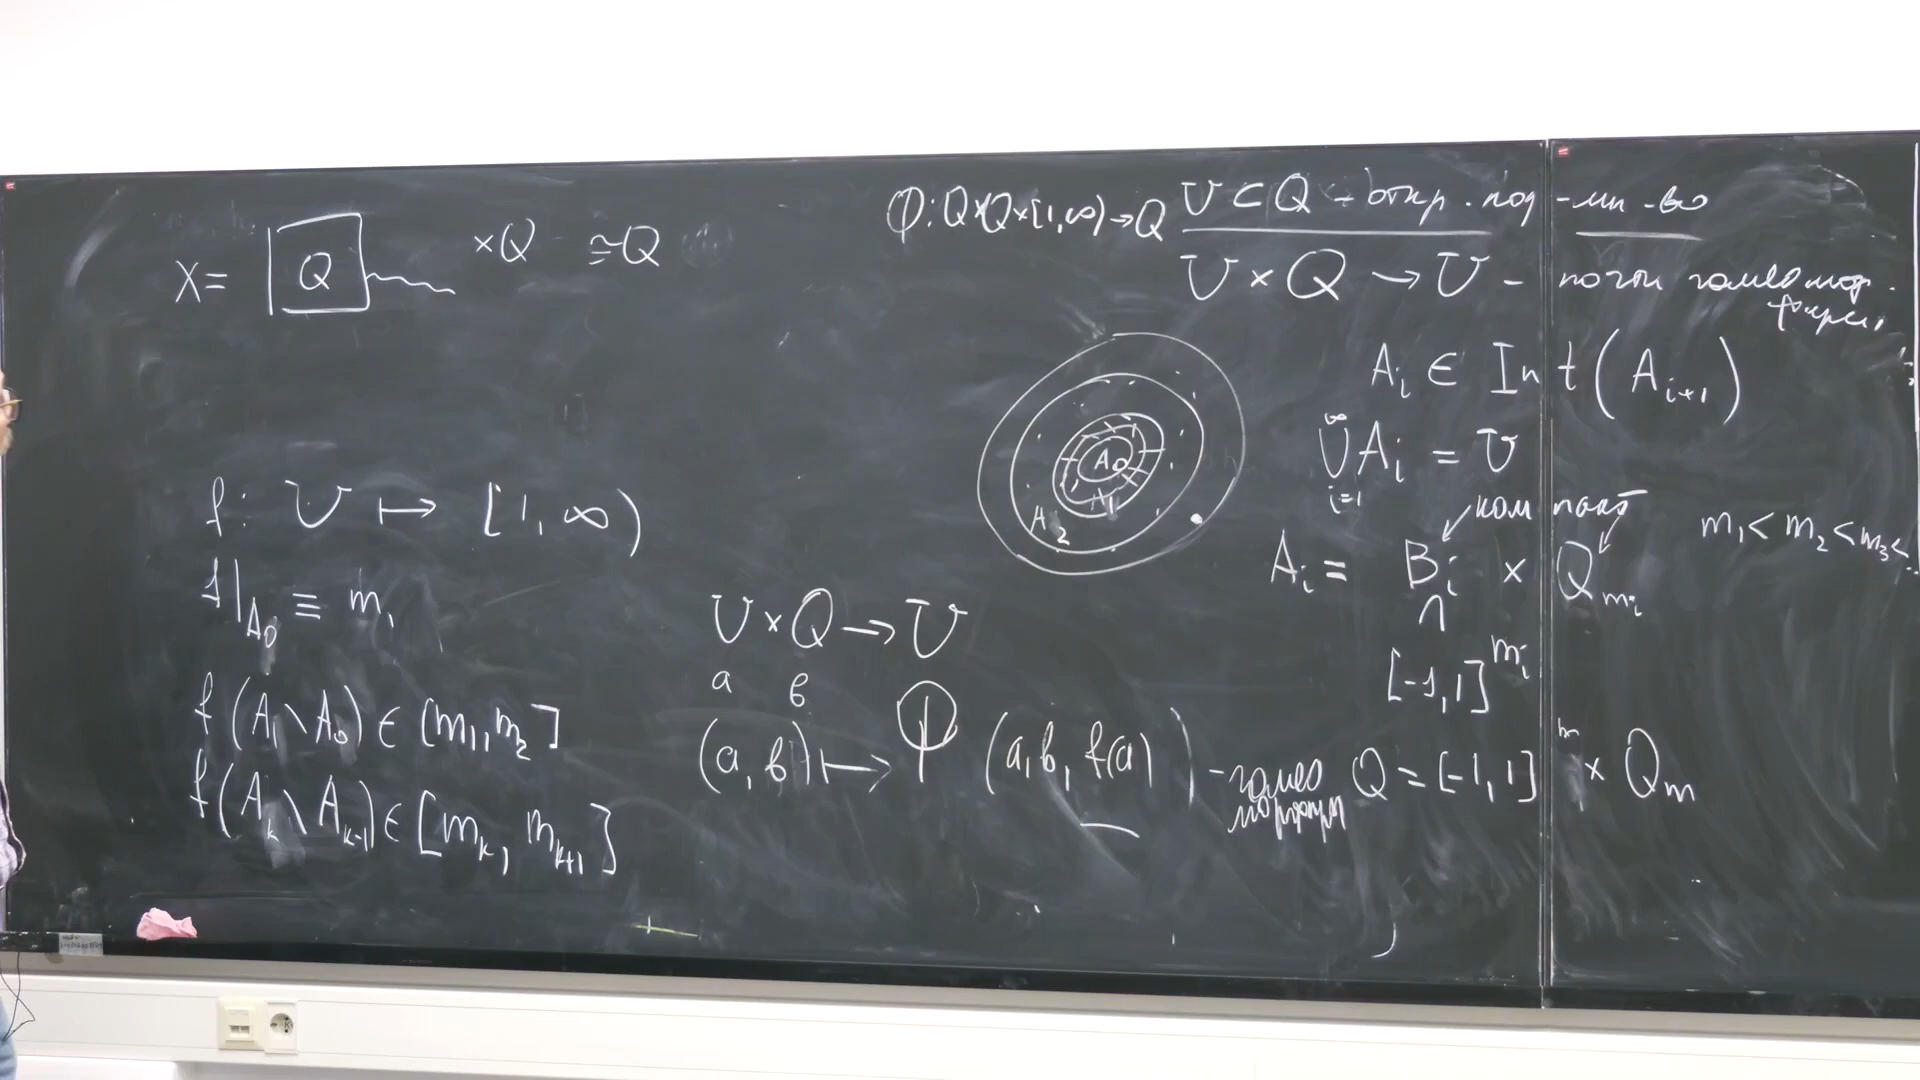 X = Q × Q ≅ Q
f: U ↦ [1, ∞)
f|_{A_0} ≡ m_1
f(A_1 \ A_0) ∈ [m_1, m_2]
f(A_k \ A_{k-1}) ∈ [m_k, m_{k+1}]
U × Q → U
a в
(a, в) ↦ Φ (a, в, f(a)) - гомеоморфизм
Φ: Q×Q×[1,∞) → Q
U ⊂ Q - откр. под-мн-во
U × Q → U - почти гомеоморфизм.
A_0
A_1
A_2
A_i ∈ Int(A_{i+1})
∪_{i=1}^∞ A_i = U
компакт
A_i = B_i × Q_{m_i}
m_1 < m_2 < m_3 < ...
∩
[-1,1]^{m_i}
Q = [-1,1]^m × Q_m